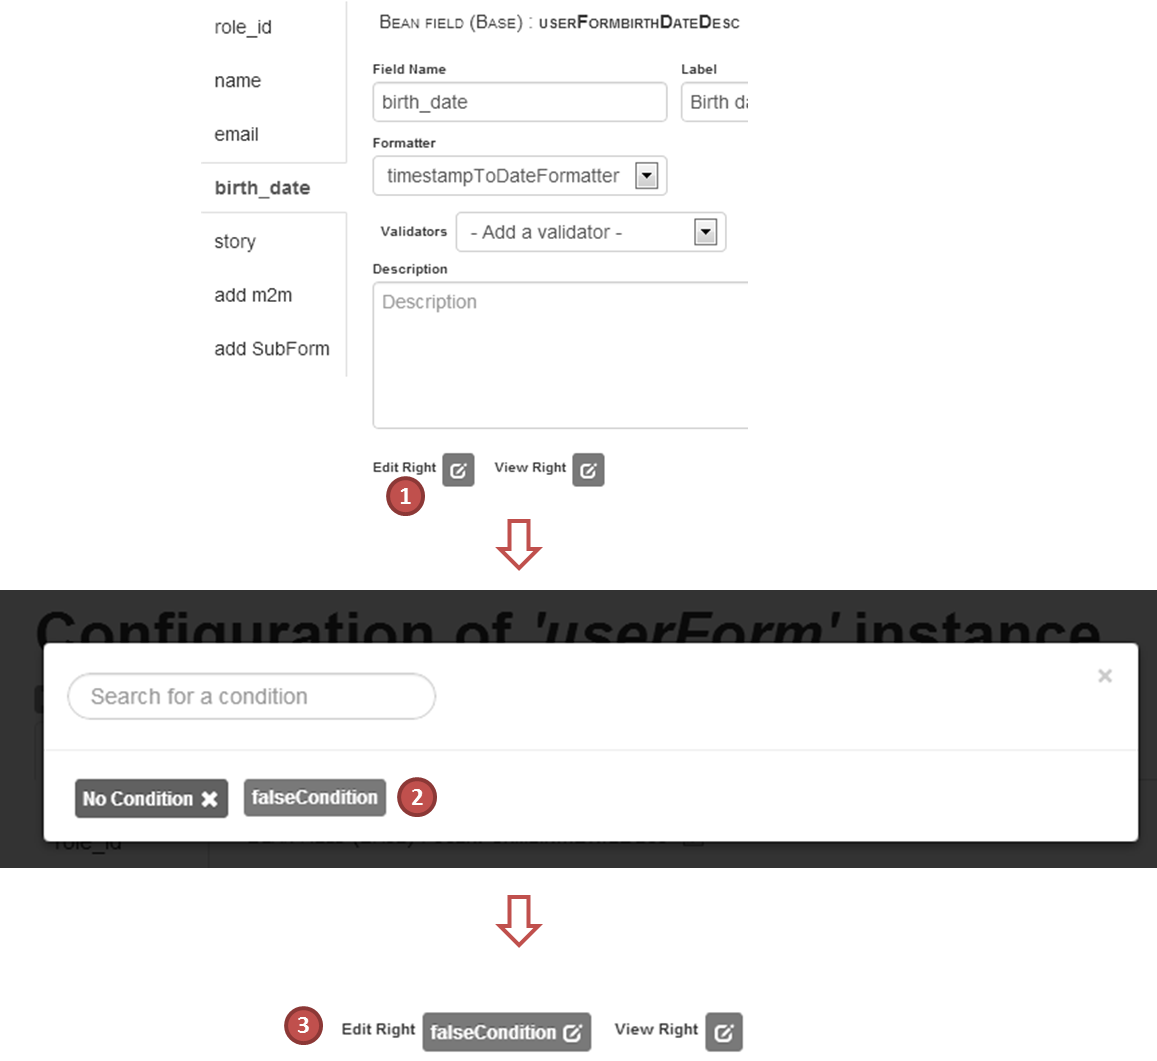 role_id
name
email
birth_date
story
add m2m
add SubForm
BEAN FIELD (BASE) : USERFORMBIRTHDATEDESC
Field Name
Label
birth_date
Birth da
Formatter
timestampToDateFormatter
Validators
- Add a validator -
Description
Description
Edit Right
View Right
1
Configuration of 'userForm' instance
Search for a condition
×
No Condition
falseCondition
2
role_id
3
Edit Right
falseCondition
View Right